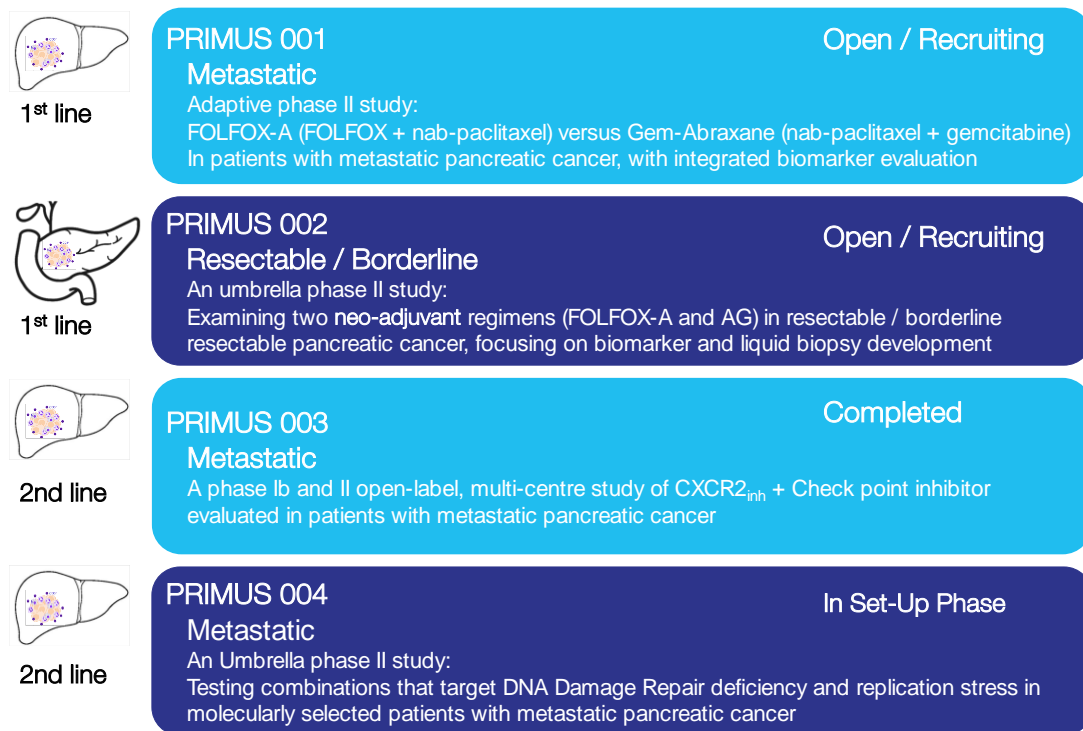 PRIMUS 001
Open / Recruiting
Metastatic
1st line
Adaptive phase II study:
FOLFOX-A (FOLFOX + nab-paclitaxel) versus Gem-Abraxane (nab-paclitaxel + gemcitabine)
In patients with metastatic pancreatic cancer, with integrated biomarker evaluation
PRIMUS 002
Open / Recruiting
Resectable / Borderline
1st line
An umbrella phase II study:
Examining two neo-adjuvant regimens (FOLFOX-A and AG) in resectable / borderline
resectable pancreatic cancer, focusing on biomarker and liquid biopsy development
PRIMUS 003
Completed
Metastatic
2nd line
A phase Ib and II open-label, multi-centre study of CXCR2inh + Check point inhibitor
evaluated in patients with metastatic pancreatic cancer
PRIMUS 004
In Set-Up Phase
Metastatic
2nd line
An Umbrella phase II study:
Testing combinations that target DNA Damage Repair deficiency and replication stress in
molecularly selected patients with metastatic pancreatic cancer